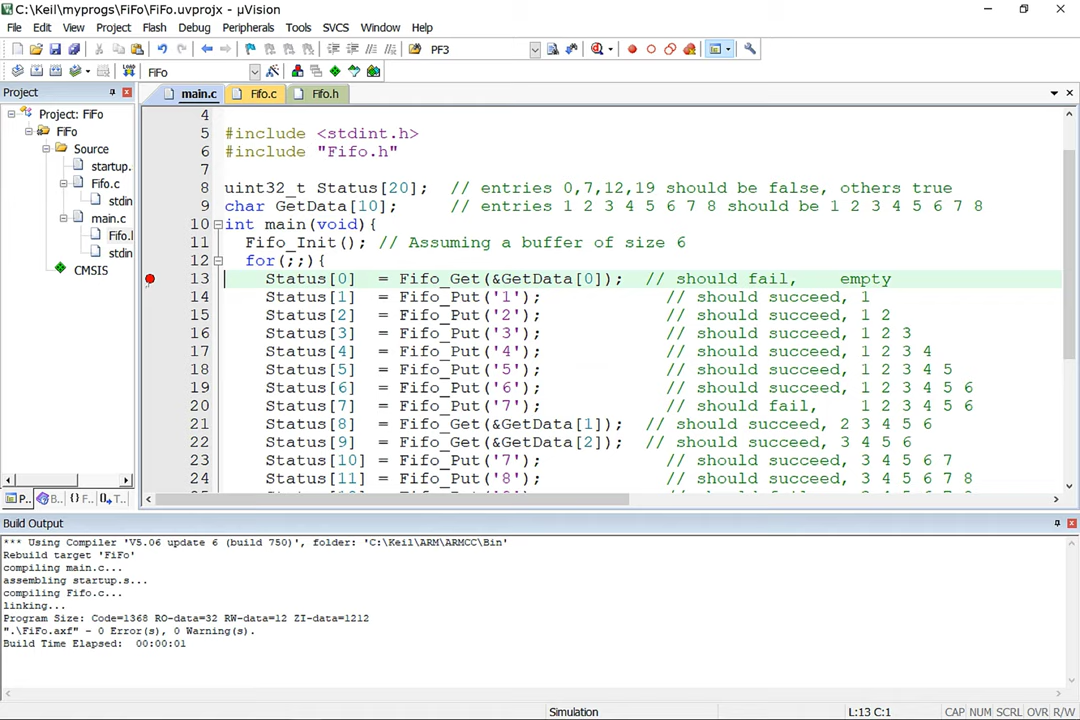 C:\Keil\myprogs\FiFo\FiFo.uvprojx - µVision
File Edit View Project Flash Debug Peripherals Tools SVCS Window Help
PF3
FiFo
Project
main.c Fifo.c Fifo.h
Project: FiFo
FiFo
Source
startup.
Fifo.c
stdin
main.c
Fifo.l
stdin
CMSIS
P.. B.. {} F.. T..
4
5 #include <stdint.h>
6 #include "Fifo.h"
7
8 uint32_t Status[20];  // entries 0,7,12,19 should be false, others true
9 char GetData[10];     // entries 1 2 3 4 5 6 7 8 should be 1 2 3 4 5 6 7 8
10 int main(void){
11   Fifo_Init(); // Assuming a buffer of size 6
12   for(;;){
13     Status[0]  = Fifo_Get(&GetData[0]);  // should fail,    empty
14     Status[1]  = Fifo_Put('1');            // should succeed, 1
15     Status[2]  = Fifo_Put('2');            // should succeed, 1 2
16     Status[3]  = Fifo_Put('3');            // should succeed, 1 2 3
17     Status[4]  = Fifo_Put('4');            // should succeed, 1 2 3 4
18     Status[5]  = Fifo_Put('5');            // should succeed, 1 2 3 4 5
19     Status[6]  = Fifo_Put('6');            // should succeed, 1 2 3 4 5 6
20     Status[7]  = Fifo_Put('7');            // should fail,    1 2 3 4 5 6
21     Status[8]  = Fifo_Get(&GetData[1]);  // should succeed, 2 3 4 5 6
22     Status[9]  = Fifo_Get(&GetData[2]);  // should succeed, 3 4 5 6
23     Status[10] = Fifo_Put('7');            // should succeed, 3 4 5 6 7
24     Status[11] = Fifo_Put('8');            // should succeed, 3 4 5 6 7 8
Build Output
*** Using Compiler 'V5.06 update 6 (build 750)', folder: 'C:\Keil\ARM\ARMCC\Bin'
Rebuild target 'FiFo'
compiling main.c...
assembling startup.s...
compiling Fifo.c...
linking...
Program Size: Code=1368 RO-data=32 RW-data=12 ZI-data=1212
".\FiFo.axf" - 0 Error(s), 0 Warning(s).
Build Time Elapsed:  00:00:01
Simulation L:13 C:1 CAP NUM SCRL OVR R/W